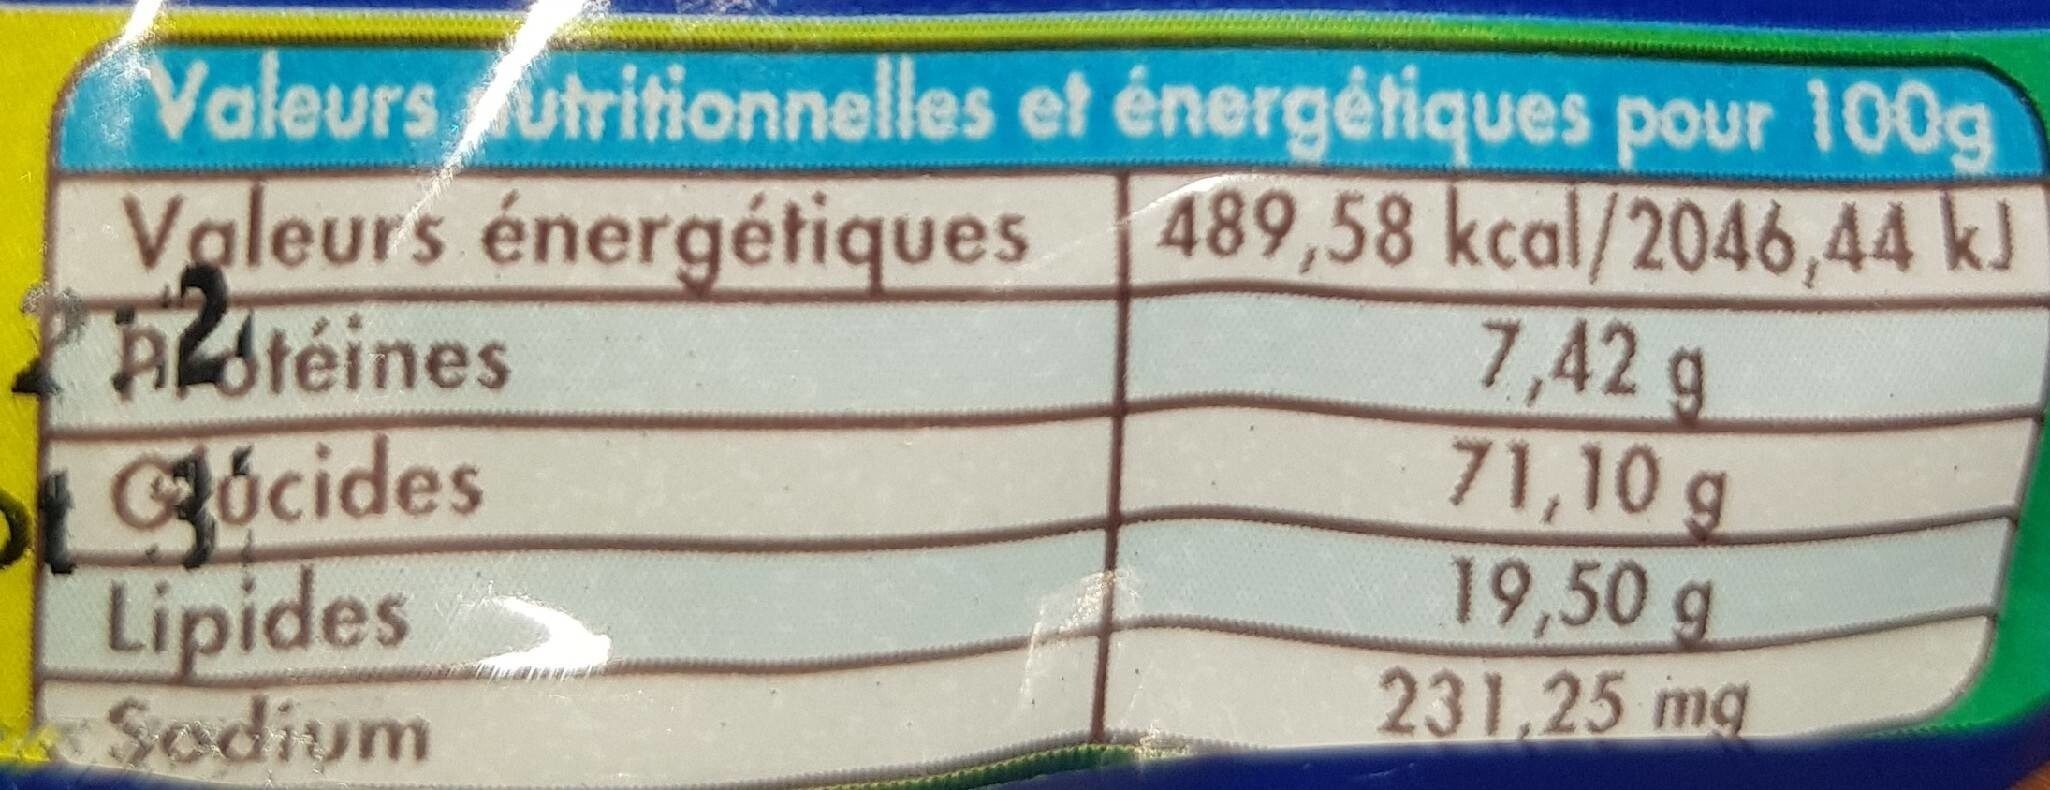 Valeurs nutritionnelles et énergétiques pour 100g
Valeurs énergétiques 489,58 kcal/2046,44 kJ
Protéines 7,42 g
Glucides 71,10 g
Lipides 19,50 g
Sodium 231,25 mg